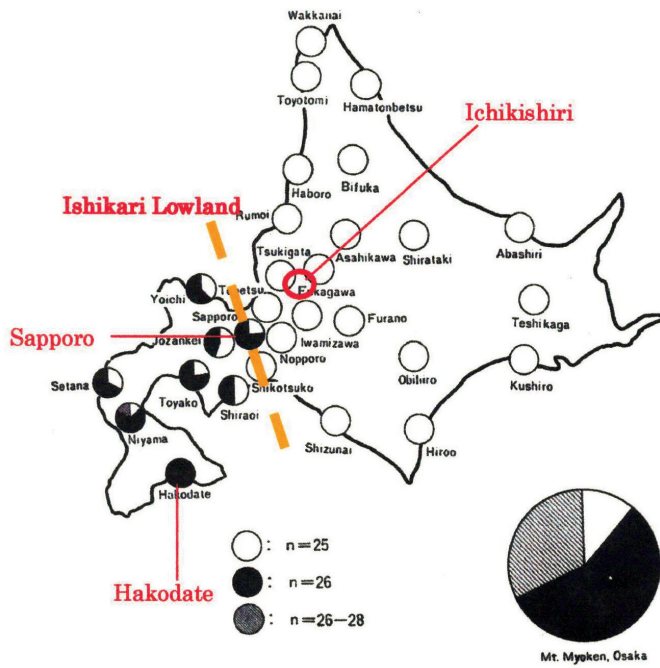 Wakkanai
Toyotomi
Hamatonbetsu
Ichikishiri
Haboro
Bifuka
Ishikari Lowland
Rumoi
Tsukigata
Asahikawa
Shirataki
Abashiri
Fukagawa
Yoichi
Tobetsu
Teshikaga
Sapporo
Furano
Sapporo
Jozankei
Iwamizawa
Nopporo
Setana
Toyako
Shikotsuko
Obihiro
Kushiro
Shiraoi
Niyama
Shizunai
Hiroo
Hakodate
: n=25
Hakodate
: n=26
: n=26-28
Mt. Myoken, Osaka